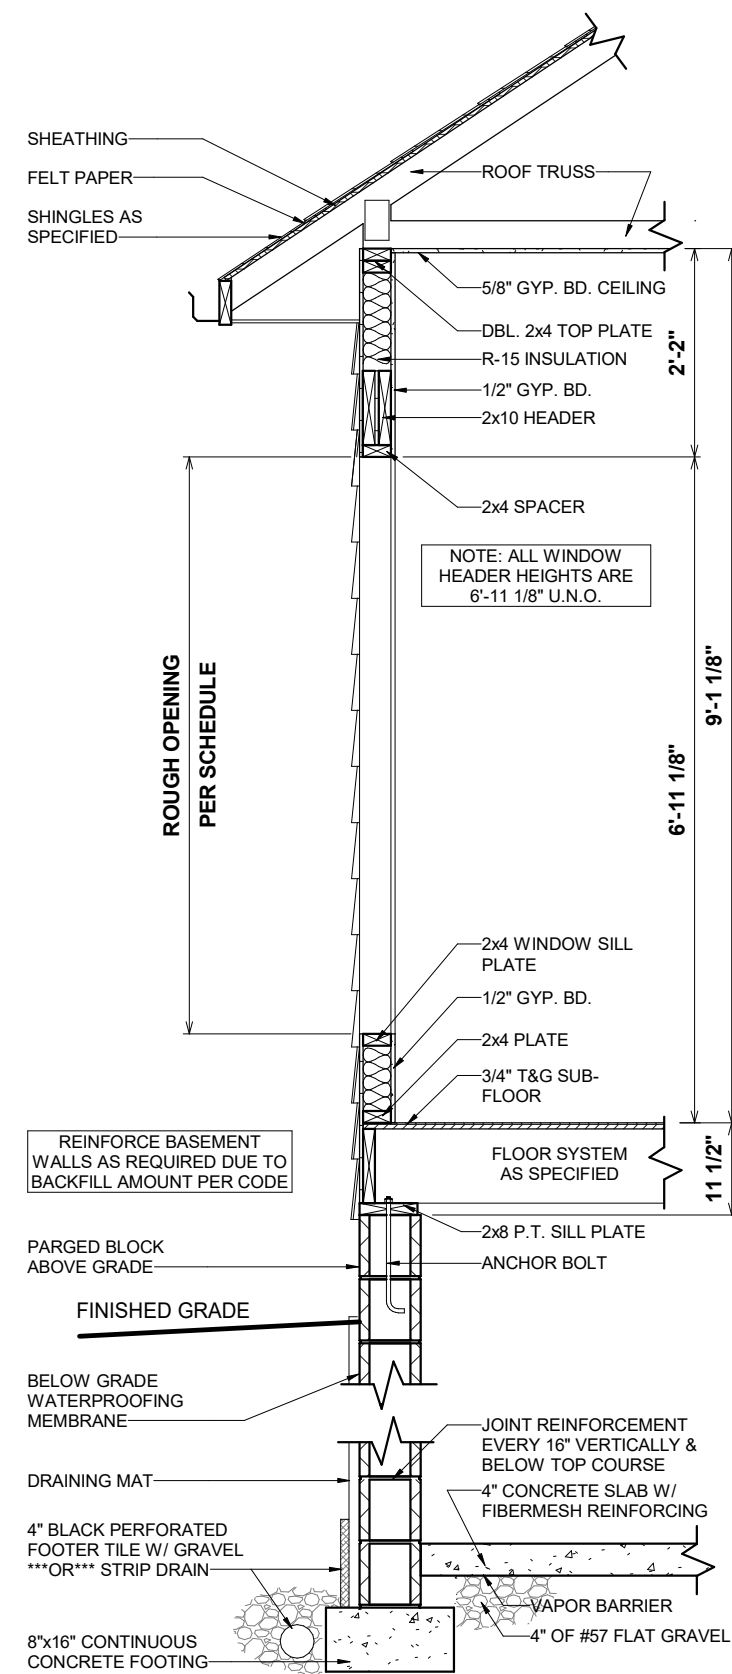 SHEATHING
FELT PAPER
SHINGLES AS
SPECIFIED
ROOF TRUSS
5/8" GYP. BD. CEILING
DBL. 2x4 TOP PLATE
R-15 INSULATION
1/2" GYP. BD.
2x10 HEADER
2x4 SPACER
2'-2"
NOTE: ALL WINDOW
HEADER HEIGHTS ARE
6'-11 1/8" U.N.O.
ROUGH OPENING
PER SCHEDULE
6'-11 1/8"
9'-1 1/8"
2x4 WINDOW SILL
PLATE
1/2" GYP. BD.
2x4 PLATE
3/4" T&G SUB-
FLOOR
REINFORCE BASEMENT
WALLS AS REQUIRED DUE TO
BACKFILL AMOUNT PER CODE
FLOOR SYSTEM
AS SPECIFIED
11 1/2"
2x8 P.T. SILL PLATE
ANCHOR BOLT
PARGED BLOCK
ABOVE GRADE
FINISHED GRADE
BELOW GRADE
WATERPROOFING
MEMBRANE
JOINT REINFORCEMENT
EVERY 16" VERTICALLY &
BELOW TOP COURSE
DRAINING MAT
4" CONCRETE SLAB W/
FIBERMESH REINFORCING
4" BLACK PERFORATED
FOOTER TILE W/ GRAVEL
***OR*** STRIP DRAIN
VAPOR BARRIER
4" OF #57 FLAT GRAVEL
8"x16" CONTINUOUS
CONCRETE FOOTING